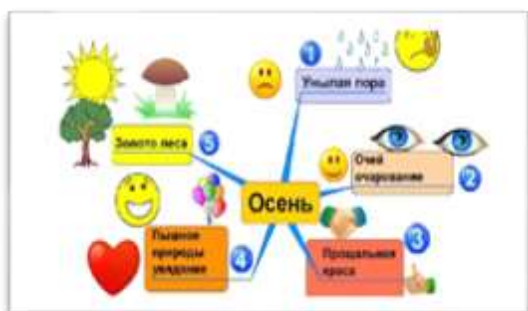 1
Унылая пора
Очей
очарование
2
3
Прощальная
краса
Пышное
природы
увядание
4
Золото леса
5
Осень